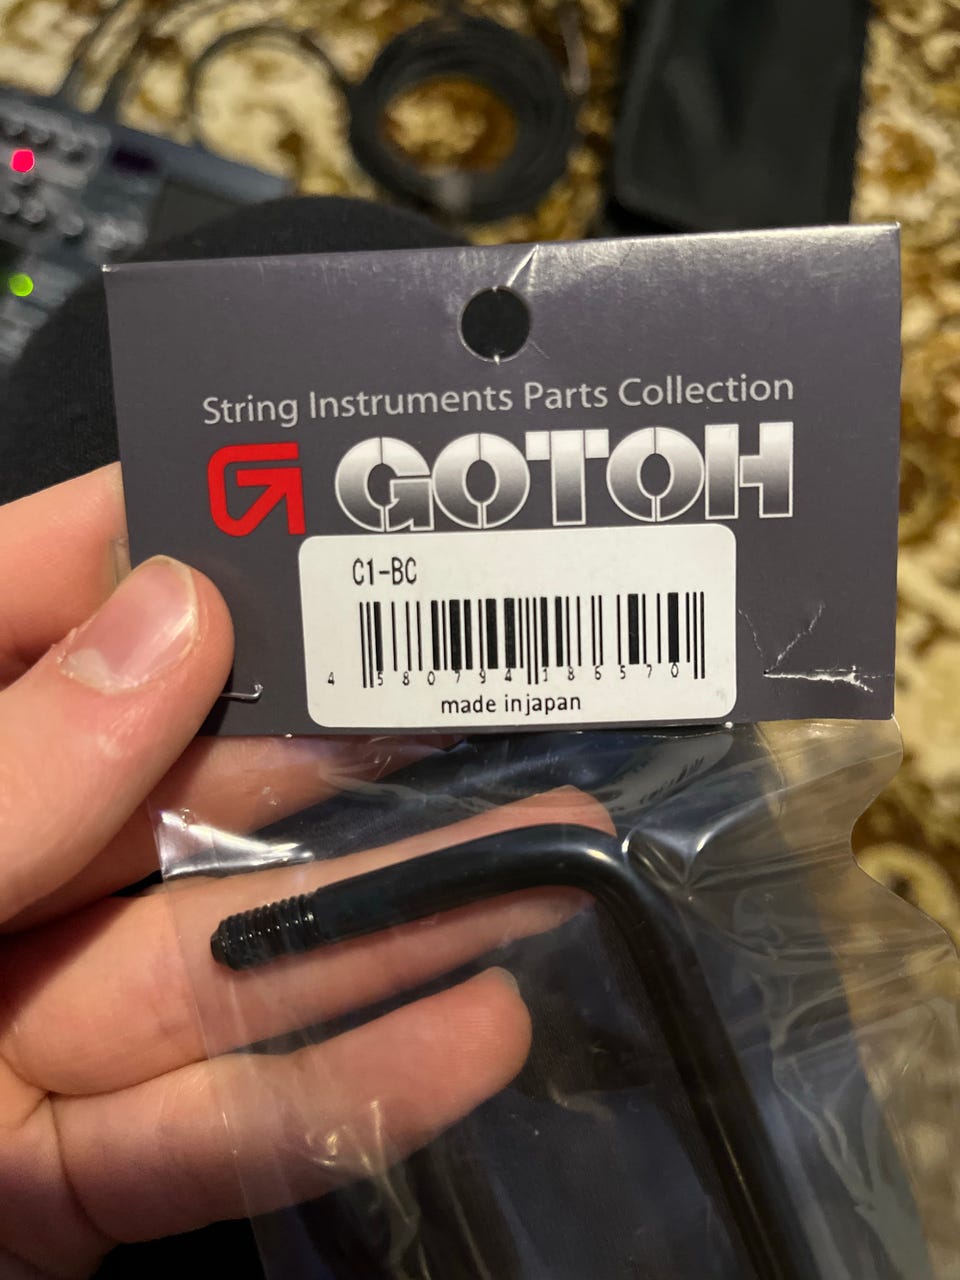 String Instruments Parts Collection
GOTOH
C1-BC
4 580794 186570
made in japan